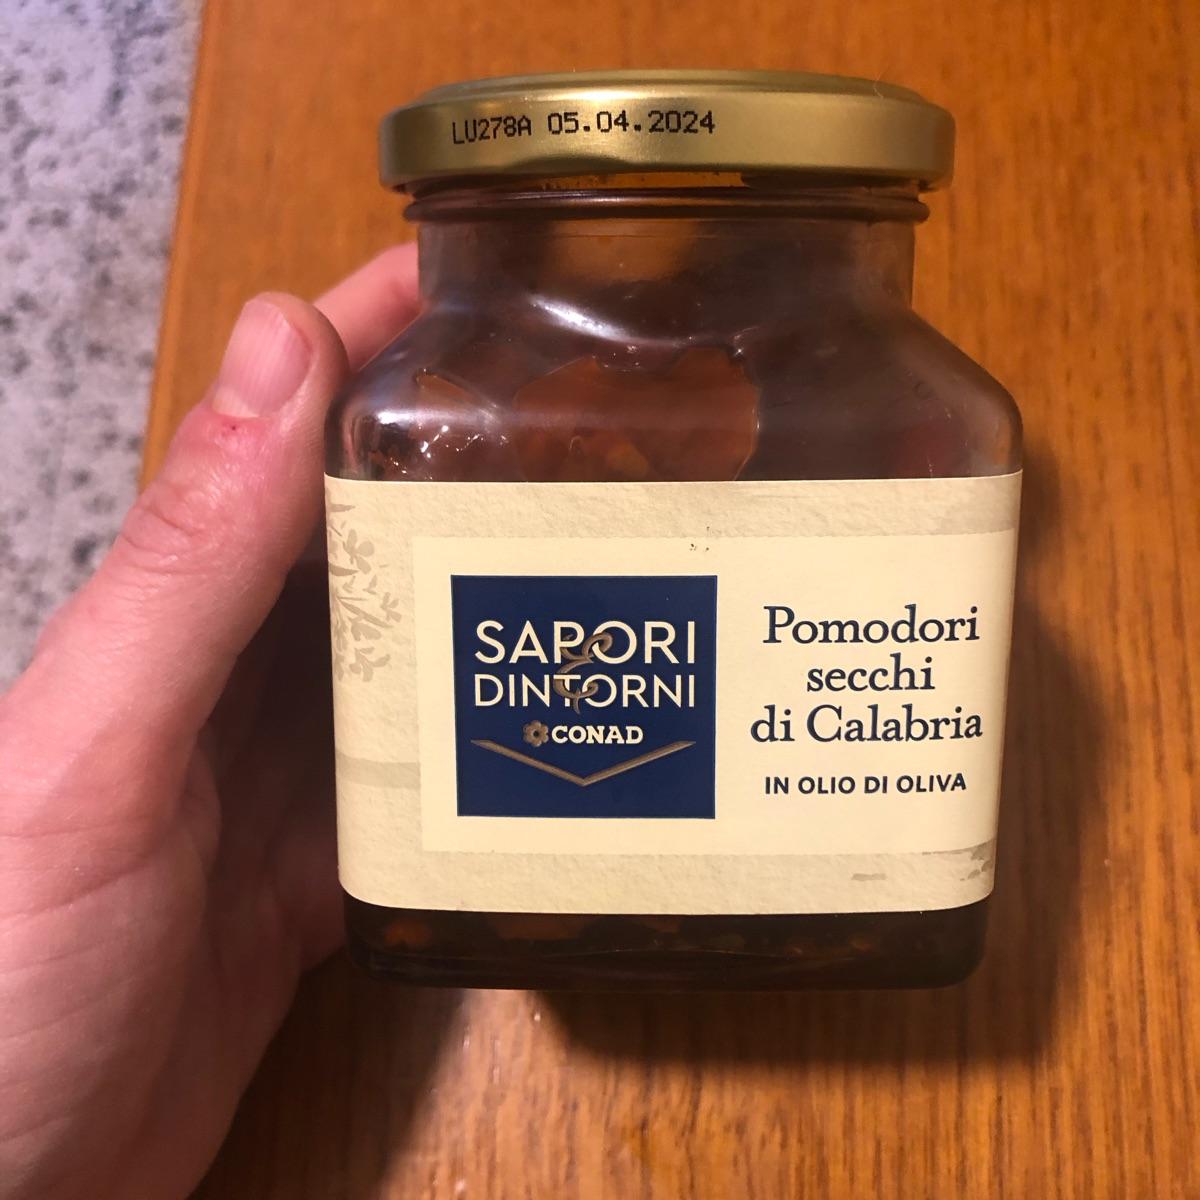 LU278A 05.04.2024
SAPORI
&
DINTORNI
CONAD
Pomodori
secchi
di Calabria
IN OLIO DI OLIVA